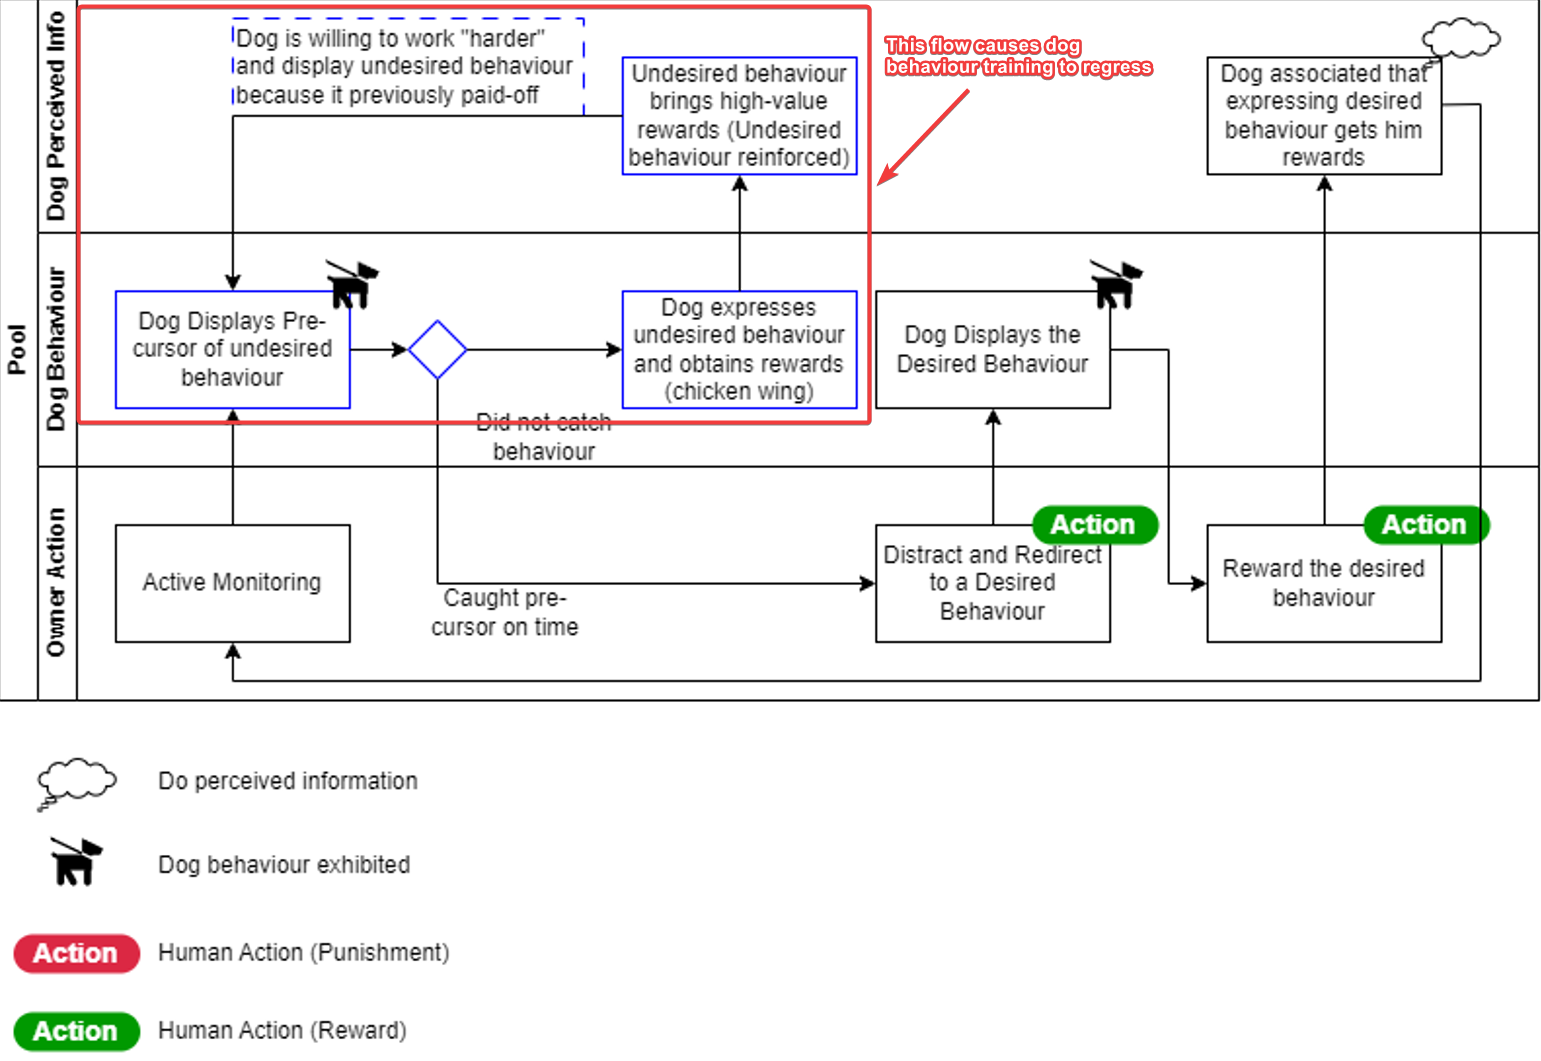 Pool
Dog Perceived Info
Dog is willing to work "harder"
and display undesired behaviour
because it previously paid-off
Undesired behaviour
brings high-value
rewards (Undesired
behaviour reinforced)
This flow causes dog
behaviour training to regress
Dog associated that
expressing desired
behaviour gets him
rewards
Dog Behaviour
Dog Displays Pre-
cursor of undesired
behaviour
Did not catch
behaviour
Dog expresses
undesired behaviour
and obtains rewards
(chicken wing)
Dog Displays the
Desired Behaviour
Owner Action
Active Monitoring
Caught pre-
cursor on time
Action
Distract and Redirect
to a Desired
Behaviour
Action
Reward the desired
behaviour
Do perceived information
Dog behaviour exhibited
Action
Human Action (Punishment)
Action
Human Action (Reward)